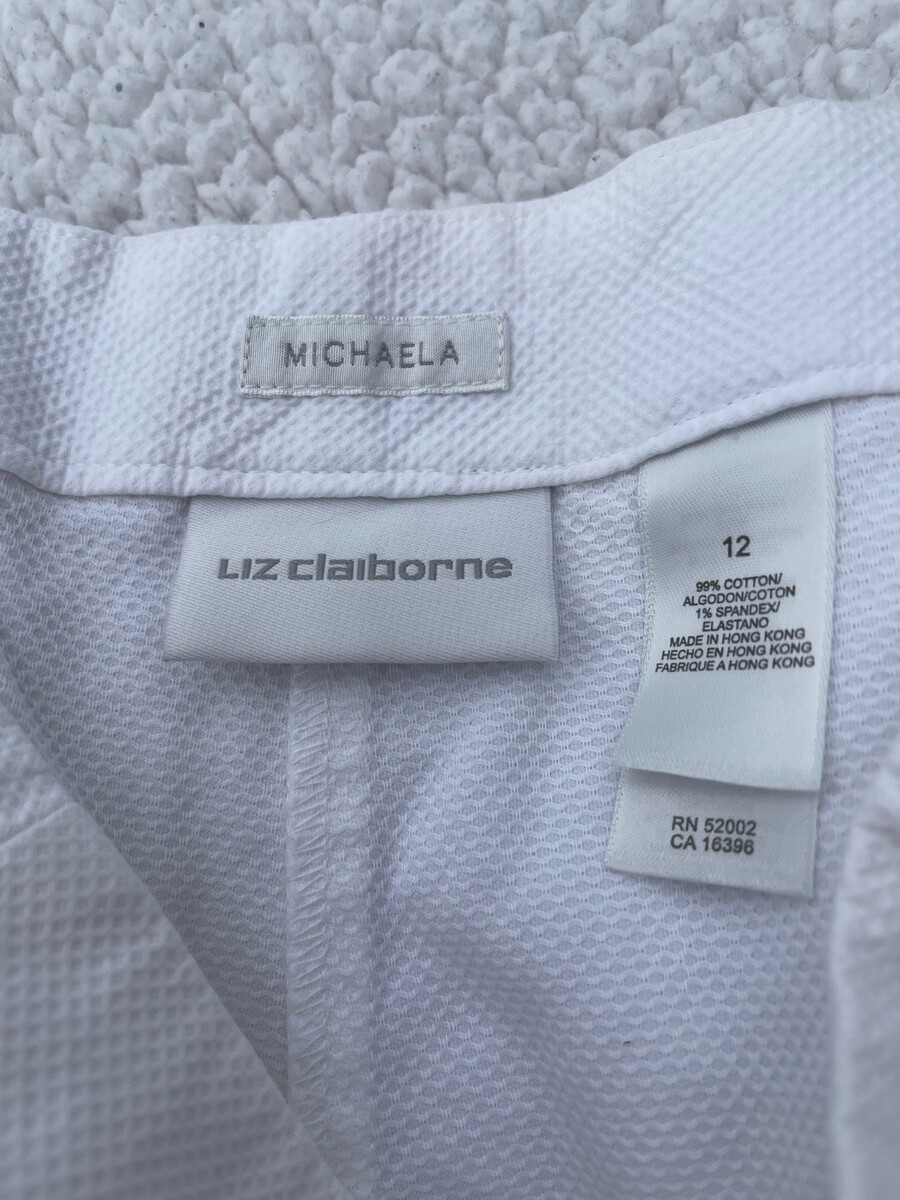 MICHAELA
LIZ claiborne
12
99% COTTON/
ALGODON/COTON
1% SPANDEX/
ELASTANO
MADE IN HONG KONG
HECHO EN HONG KONG
FABRIQUE A HONG KONG
RN 52002
CA 16396